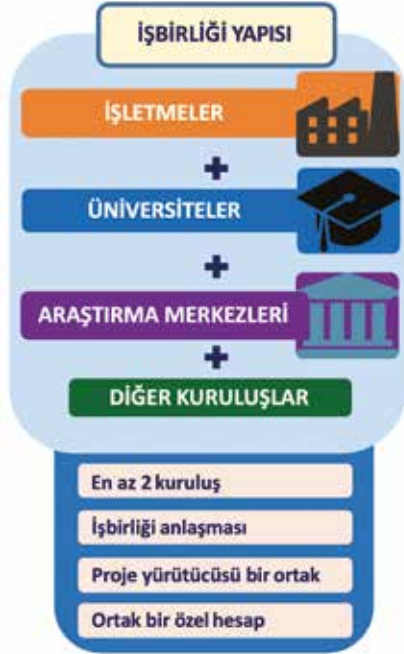 İŞBİRLİĞİ YAPISI
İŞLETMELER
+
ÜNİVERSİTELER
+
ARAŞTIRMA MERKEZLERİ
+
DİĞER KURULUŞLAR
En az 2 kuruluş
İşbirliği anlaşması
Proje yürütücüsü bir ortak
Ortak bir özel hesap